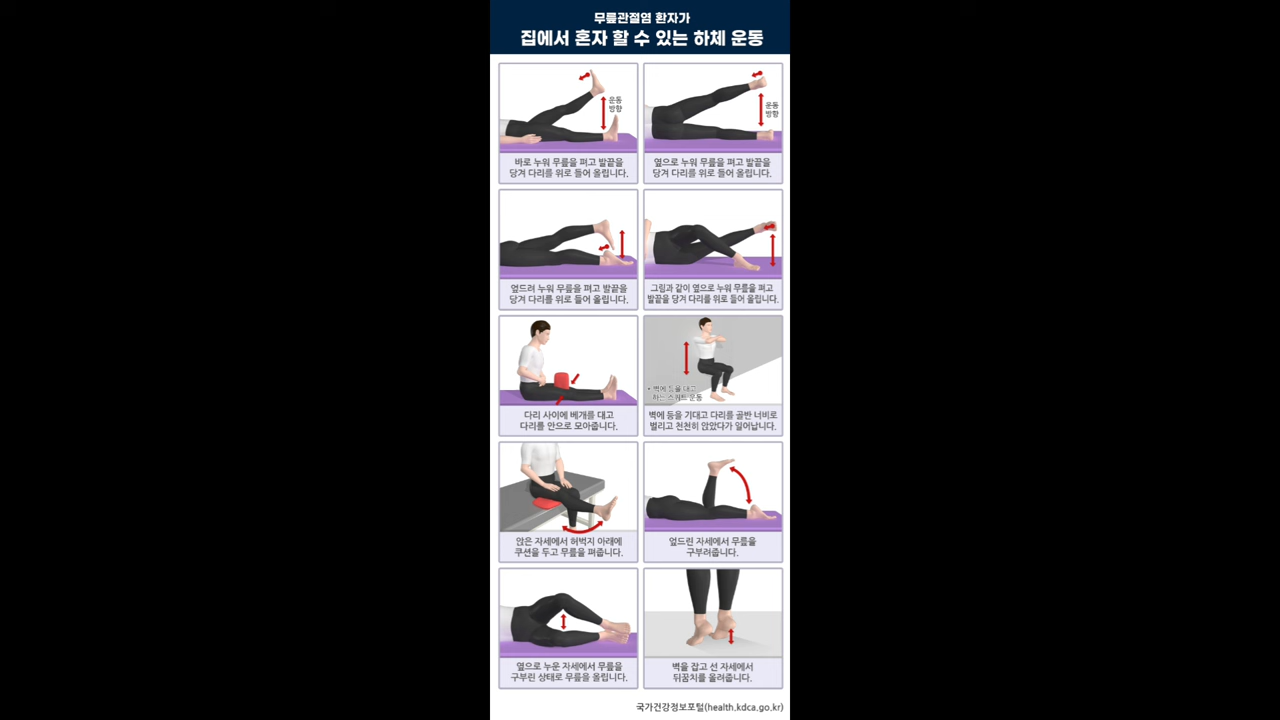 무릎관절염 환자가
집에서 혼자 할 수 있는 하체 운동
운동
방향
바로 누워 무릎을 펴고 발끝을
당겨 다리를 위로 들어 올립니다.
운동
방향
옆으로 누워 무릎을 펴고 발끝을
당겨 다리를 위로 들어 올립니다.
엎드려 누워 무릎을 펴고 발끝을
당겨 다리를 위로 들어 올립니다.
그림과 같이 옆으로 누워 무릎을 펴고
발끝을 당겨 다리를 위로 들어 올립니다.
다리 사이에 베개를 대고
다리를 안으로 모아줍니다.
* 벽에 등을 대고
하는 스쿼트 운동
벽에 등을 기대고 다리를 골반 너비로
벌리고 천천히 앉았다가 일어납니다.
앉은 자세에서 허벅지 아래에
쿠션을 두고 무릎을 펴줍니다.
엎드린 자세에서 무릎을
구부려줍니다.
옆으로 누운 자세에서 무릎을
구부린 상태로 무릎을 올립니다.
벽을 잡고 선 자세에서
뒤꿈치를 올려줍니다.
국가건강정보포털(health.kdca.go.kr)